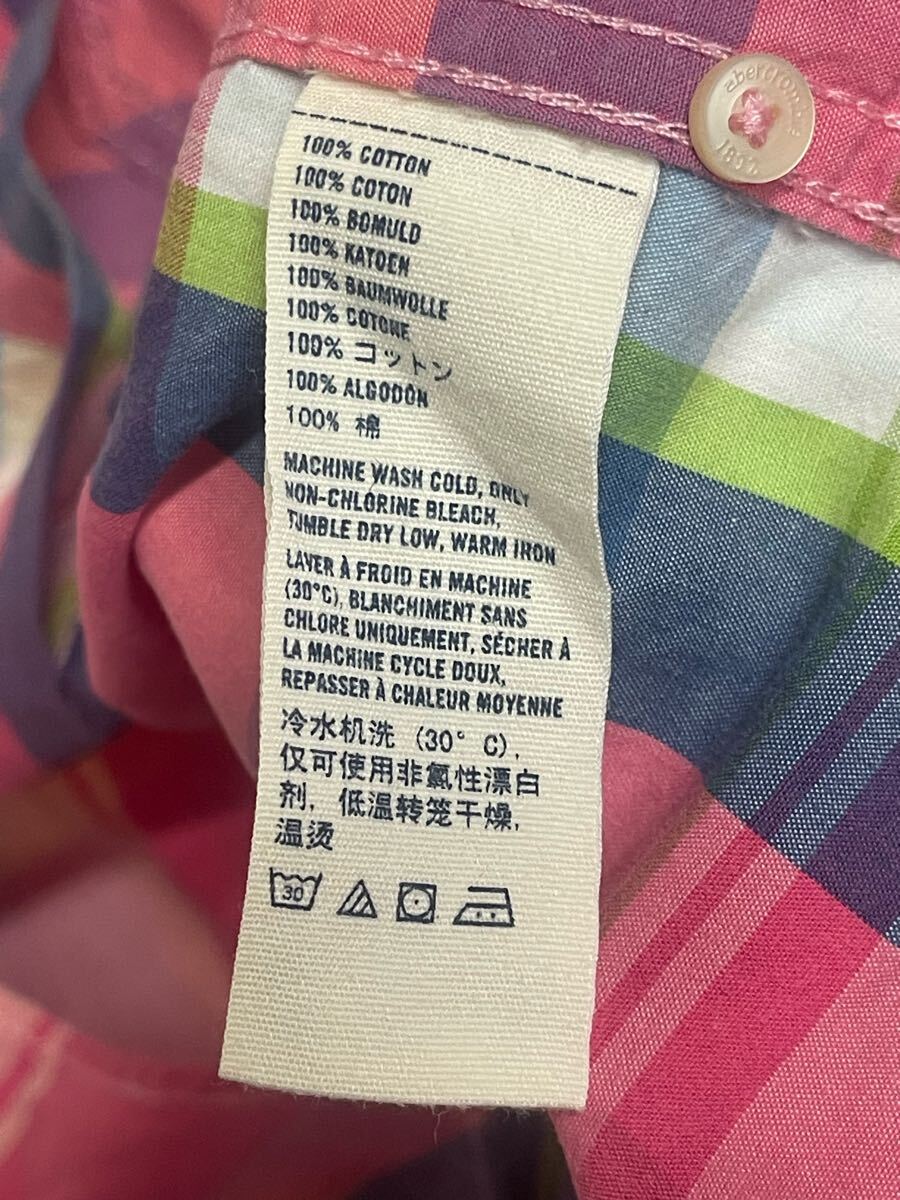 abercrombie
1892
100% COTTON
100% COTON
100% BOMULD
100% KATOEN
100% BAUMWOLLE
100% COTONE
100% コットン
100% ALGODÓN
100% 棉
MACHINE WASH COLD, ONLY
NON-CHLORINE BLEACH,
TUMBLE DRY LOW, WARM IRON
LAVER À FROID EN MACHINE
(30°C), BLANCHIMENT SANS
CHLORE UNIQUEMENT, SÉCHER À
LA MACHINE CYCLE DOUX,
REPASSER À CHALEUR MOYENNE
冷水机洗 (30° C),
仅可使用非氯性漂白
剂, 低温转笼干燥,
温烫
30